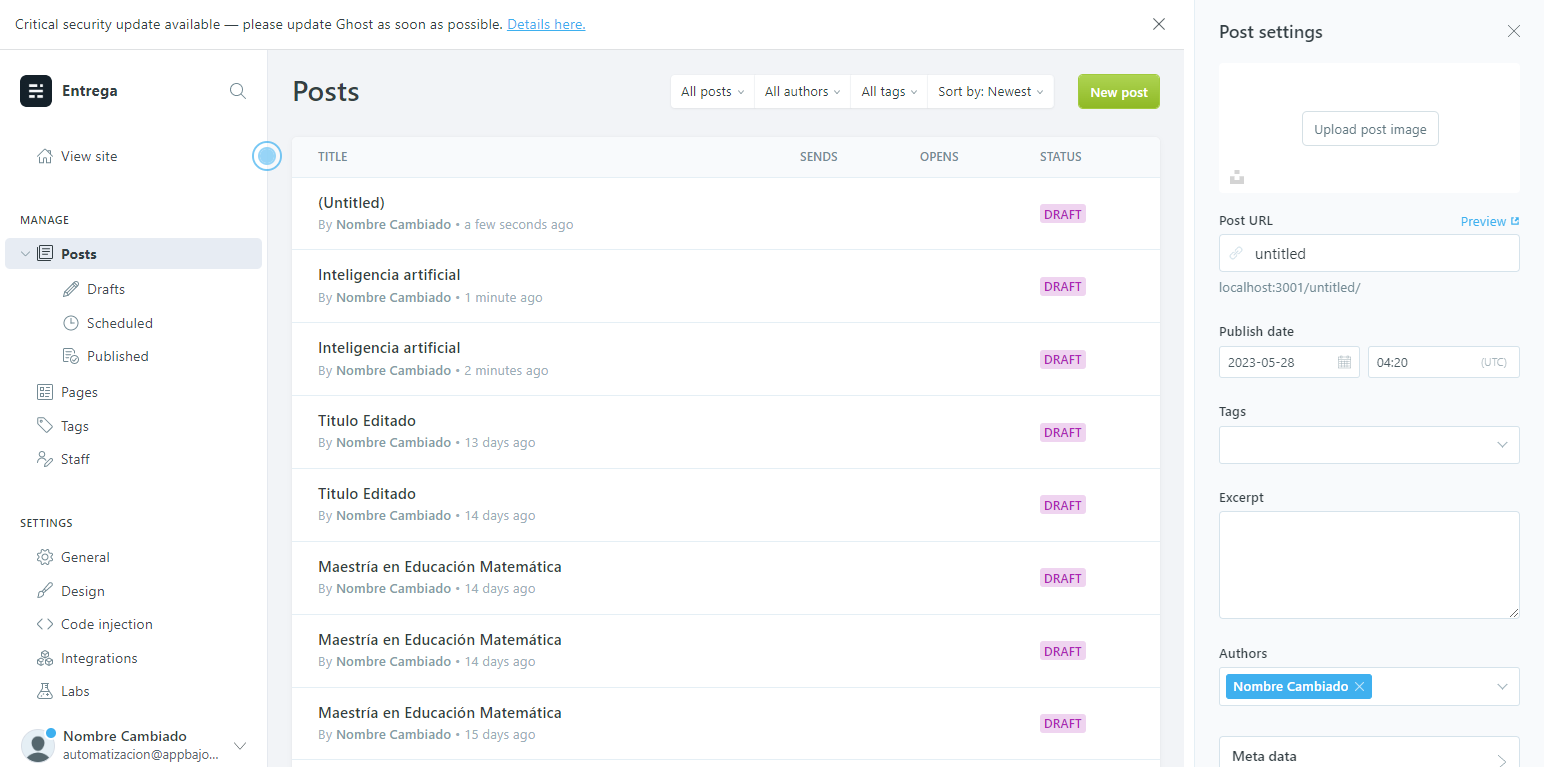 Critical security update available — please update Ghost as soon as possible. Details here.
Entrega
View site
MANAGE
Posts
Drafts
Scheduled
Published
Pages
Tags
Staff
SETTINGS
General
Design
Code injection
Integrations
Labs
Nombre Cambiado
automatizacion@appbajo...
Posts
All posts
All authors
All tags
Sort by: Newest
New post
TITLE SENDS OPENS STATUS
(Untitled)
By Nombre Cambiado • a few seconds ago
DRAFT
Inteligencia artificial
By Nombre Cambiado • 1 minute ago
DRAFT
Inteligencia artificial
By Nombre Cambiado • 2 minutes ago
DRAFT
Titulo Editado
By Nombre Cambiado • 13 days ago
DRAFT
Titulo Editado
By Nombre Cambiado • 14 days ago
DRAFT
Maestría en Educación Matemática
By Nombre Cambiado • 14 days ago
DRAFT
Maestría en Educación Matemática
By Nombre Cambiado • 14 days ago
DRAFT
Maestría en Educación Matemática
By Nombre Cambiado • 15 days ago
DRAFT
Post settings
Upload post image
Post URL
Preview
untitled
localhost:3001/untitled/
Publish date
2023-05-28
04:20 (UTC)
Tags
Excerpt
Authors
Nombre Cambiado
Meta data